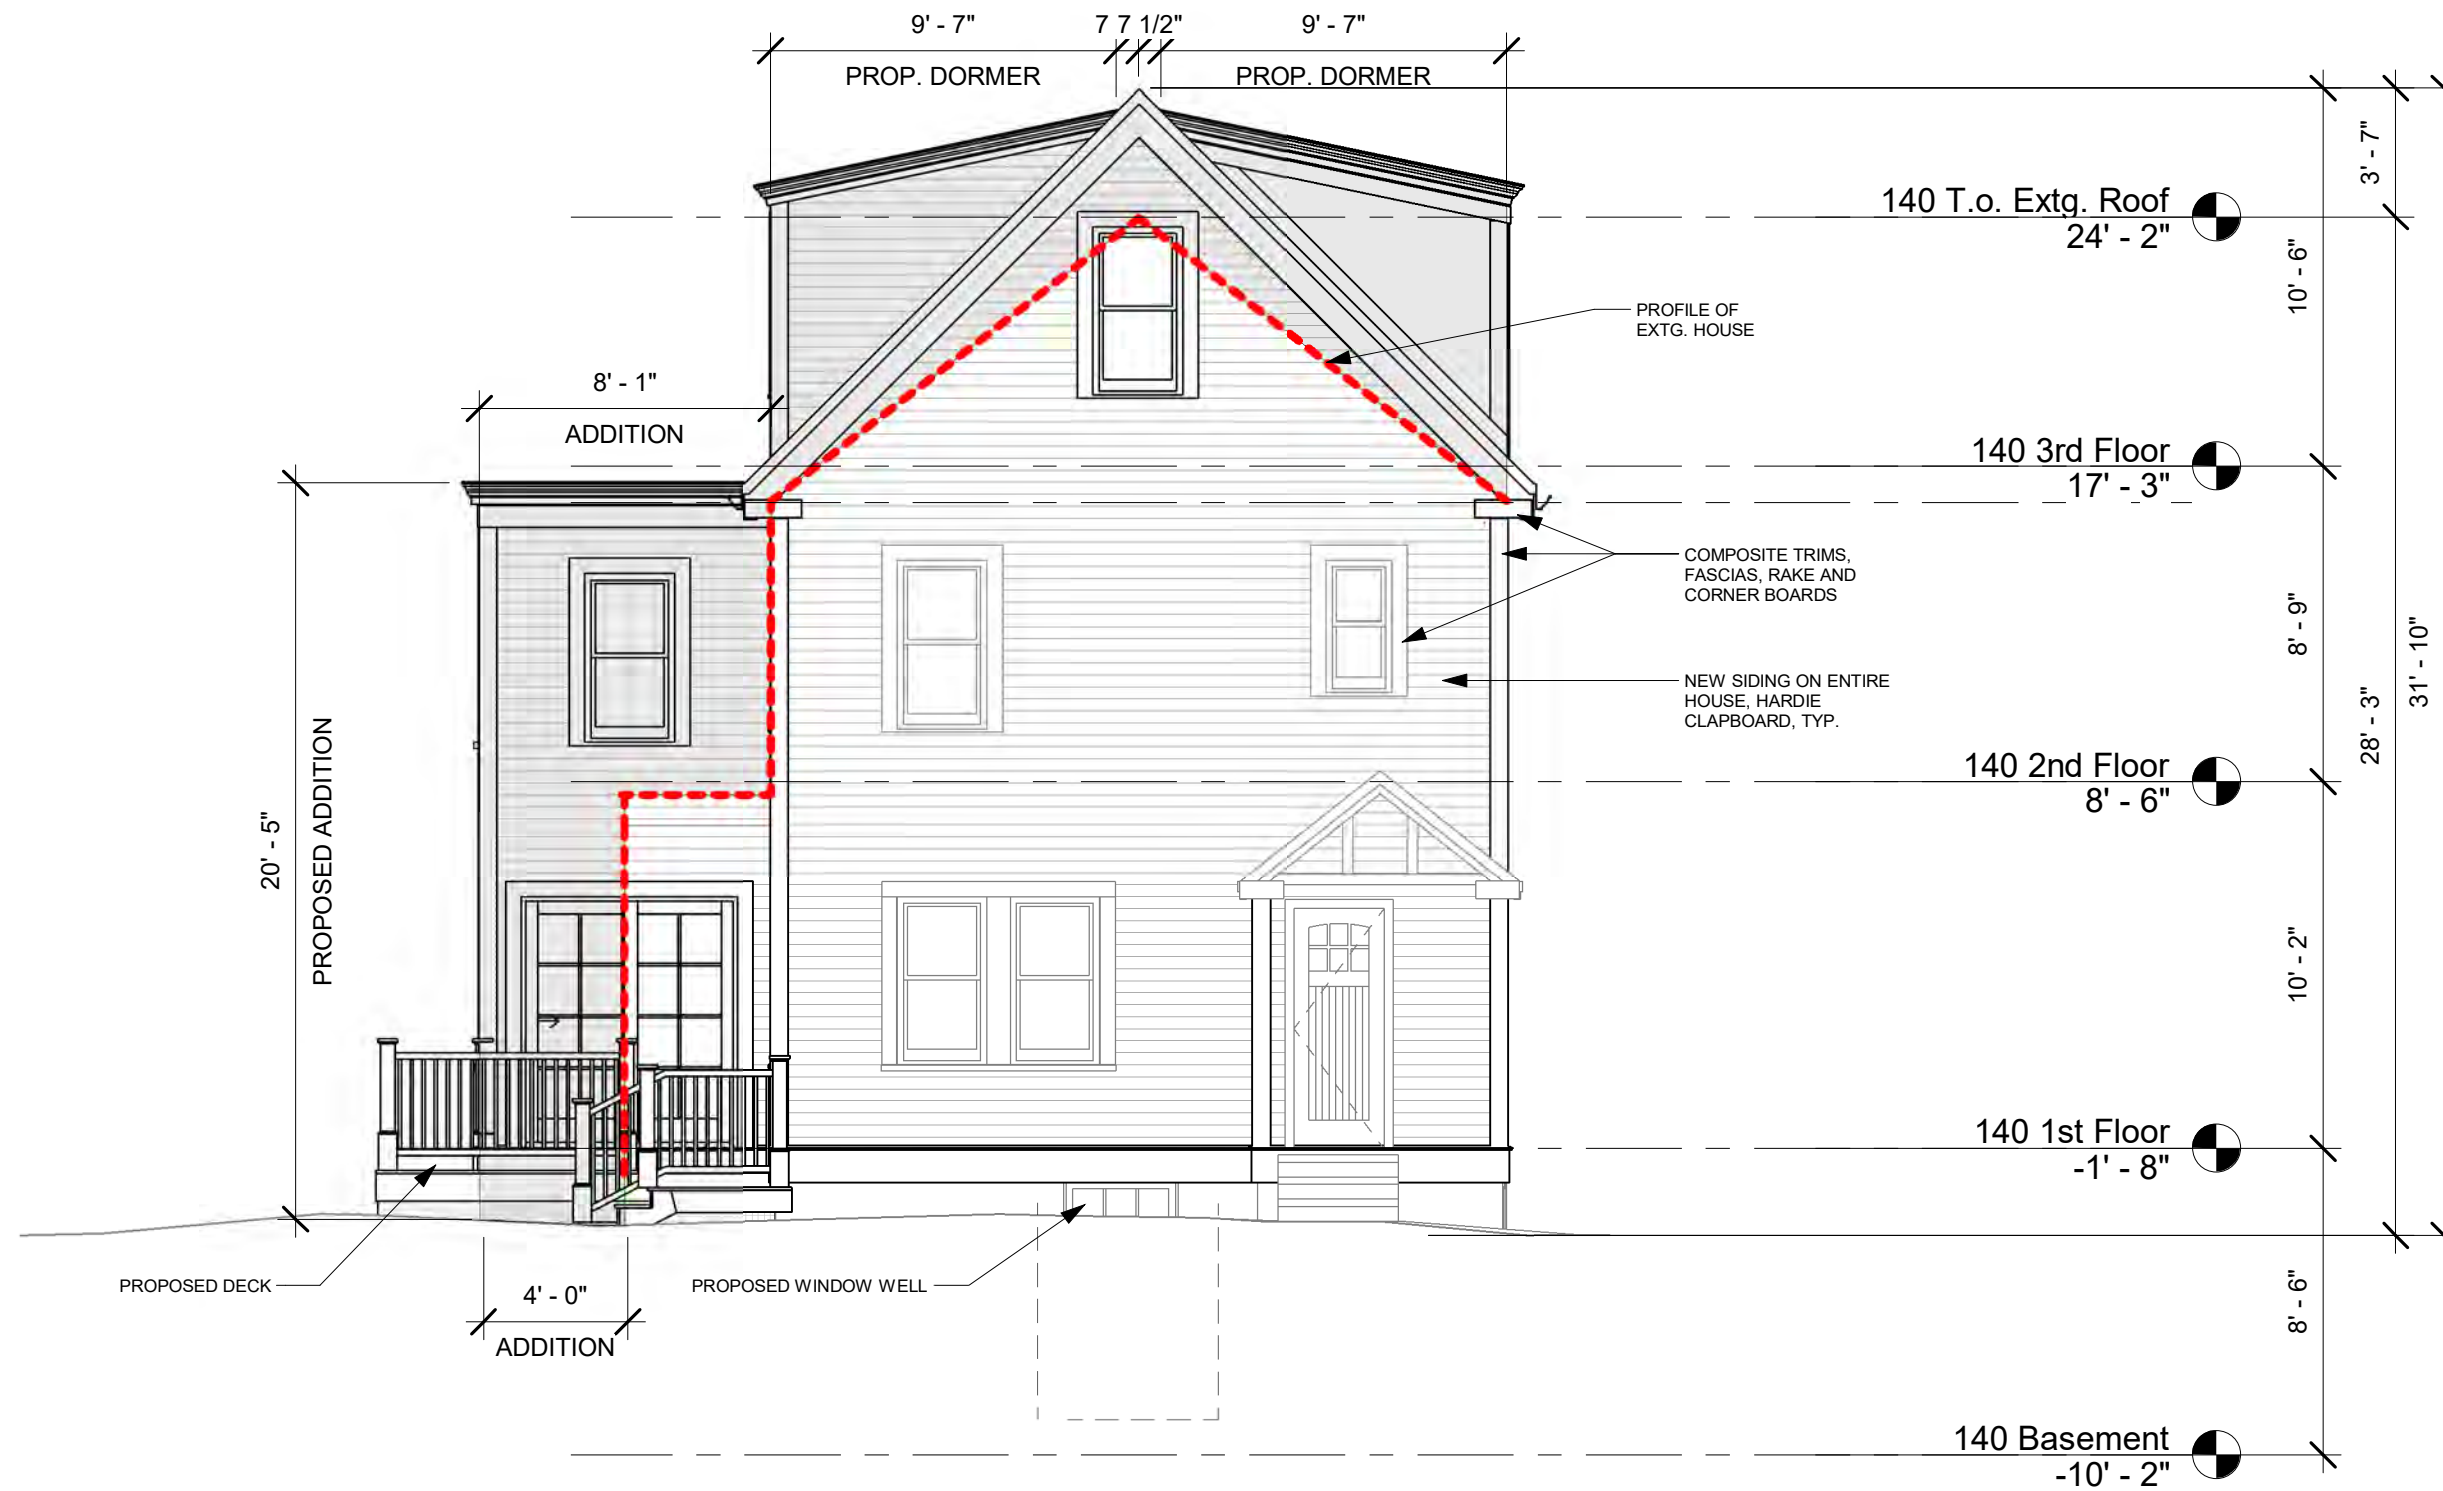 9' - 7"
7 7 1/2"
9' - 7"
PROP. DORMER
PROP. DORMER
3' - 7"
140 T.o. Extg. Roof
24' - 2"
10' - 6"
PROFILE OF
EXTG. HOUSE
8' - 1"
ADDITION
140 3rd Floor
17' - 3"
COMPOSITE TRIMS,
FASCIAS, RAKE AND
CORNER BOARDS
8' - 9"
31' - 10"
NEW SIDING ON ENTIRE
HOUSE, HARDIE
CLAPBOARD, TYP.
28' - 3"
140 2nd Floor
8' - 6"
20' - 5"
PROPOSED ADDITION
10' - 2"
140 1st Floor
-1' - 8"
PROPOSED DECK
4' - 0"
ADDITION
PROPOSED WINDOW WELL
8' - 6"
140 Basement
-10' - 2"